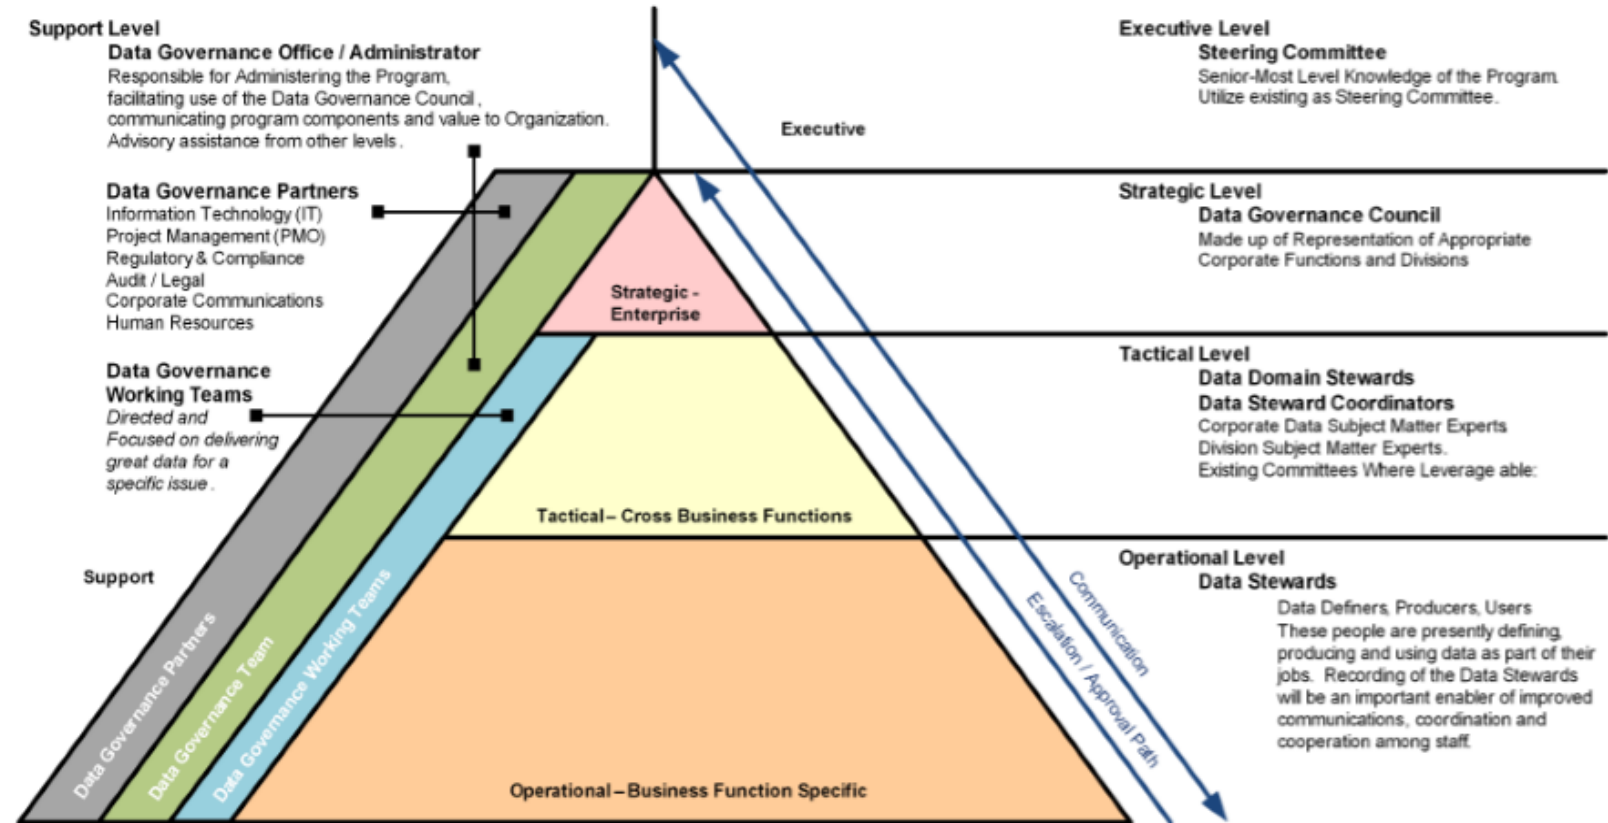 Support Level
Data Governance Office / Administrator
Responsible for Administering the Program,
facilitating use of the Data Governance Council,
communicating program components and value to Organization.
Advisory assistance from other levels.
Data Governance Partners
Information Technology (IT)
Project Management (PMO)
Regulatory & Compliance
Audit / Legal
Corporate Communications
Human Resources
Data Governance
Working Teams
Directed and
Focused on delivering
great data for a
specific issue.
Support
Data Governance Partners
Data Governance Team
Data Governance Working Teams
Executive
Strategic -
Enterprise
Tactical – Cross Business Functions
Operational – Business Function Specific
Communication
Escalation / Approval Path
Executive Level
Steering Committee
Senior-Most Level Knowledge of the Program.
Utilize existing as Steering Committee.
Strategic Level
Data Governance Council
Made up of Representation of Appropriate
Corporate Functions and Divisions
Tactical Level
Data Domain Stewards
Data Steward Coordinators
Corporate Data Subject Matter Experts
Division Subject Matter Experts.
Existing Committees Where Leverage able:
Operational Level
Data Stewards
Data Definers, Producers, Users
These people are presently defining,
producing and using data as part of their
jobs. Recording of the Data Stewards
will be an important enabler of improved
communications, coordination and
cooperation among staff.